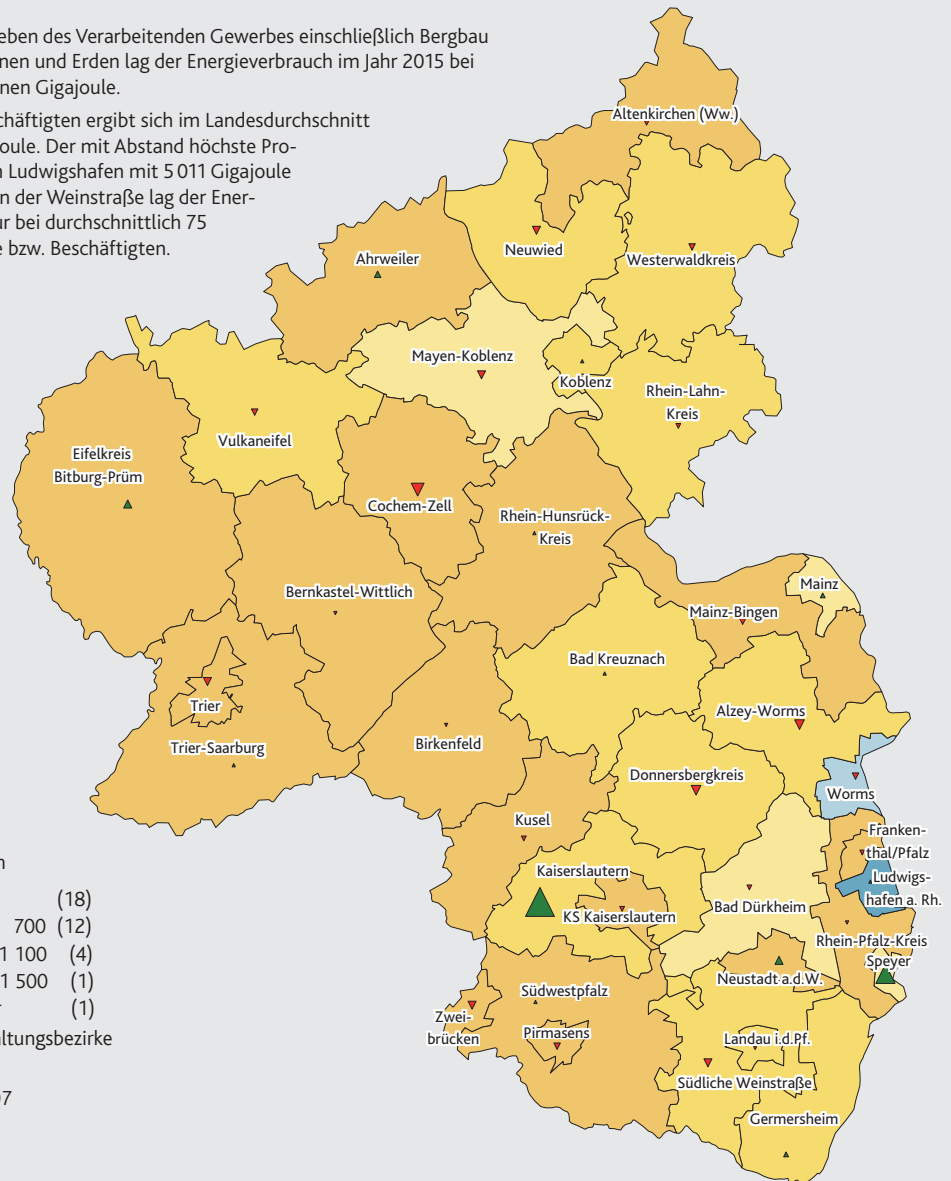 eben des Verarbeitenden Gewerbes einschließlich Bergbau
nen und Erden lag der Energieverbrauch im Jahr 2015 bei
nen Gigajoule.
chäftigten ergibt sich im Landesdurchschnitt
oule. Der mit Abstand höchste Pro-
n Ludwigshafen mit 5 011 Gigajoule
n der Weinstraße lag der Ener-
ur bei durchschnittlich 75
e bzw. Beschäftigten.
Altenkirchen (Ww.)
Neuwied
Westerwaldkreis
Ahrweiler
Mayen-Koblenz
Koblenz
Rhein-Lahn-
Kreis
Vulkaneifel
Eifelkreis
Bitburg-Prüm
Cochem-Zell
Rhein-Hunsrück-
Kreis
Mainz
Bernkastel-Wittlich
Mainz-Bingen
Bad Kreuznach
Trier
Alzey-Worms
Trier-Saarburg
Birkenfeld
Donnersbergkreis
Worms
Kusel
Franken-
thal/Pfalz
Kaiserslautern
Ludwigs-
hafen a. Rh.
KS Kaiserslautern
Bad Dürkheim
Rhein-Pfalz-Kreis
Speyer
Neustadt a.d.W.
Südwestpfalz
Zwei-
brücken
Pirmasens
Landau i.d.Pf.
Südliche Weinstraße
Germersheim
n
(18)
700 (12)
1 100 (4)
1 500 (1)
r (1)
altungsbezirke
07